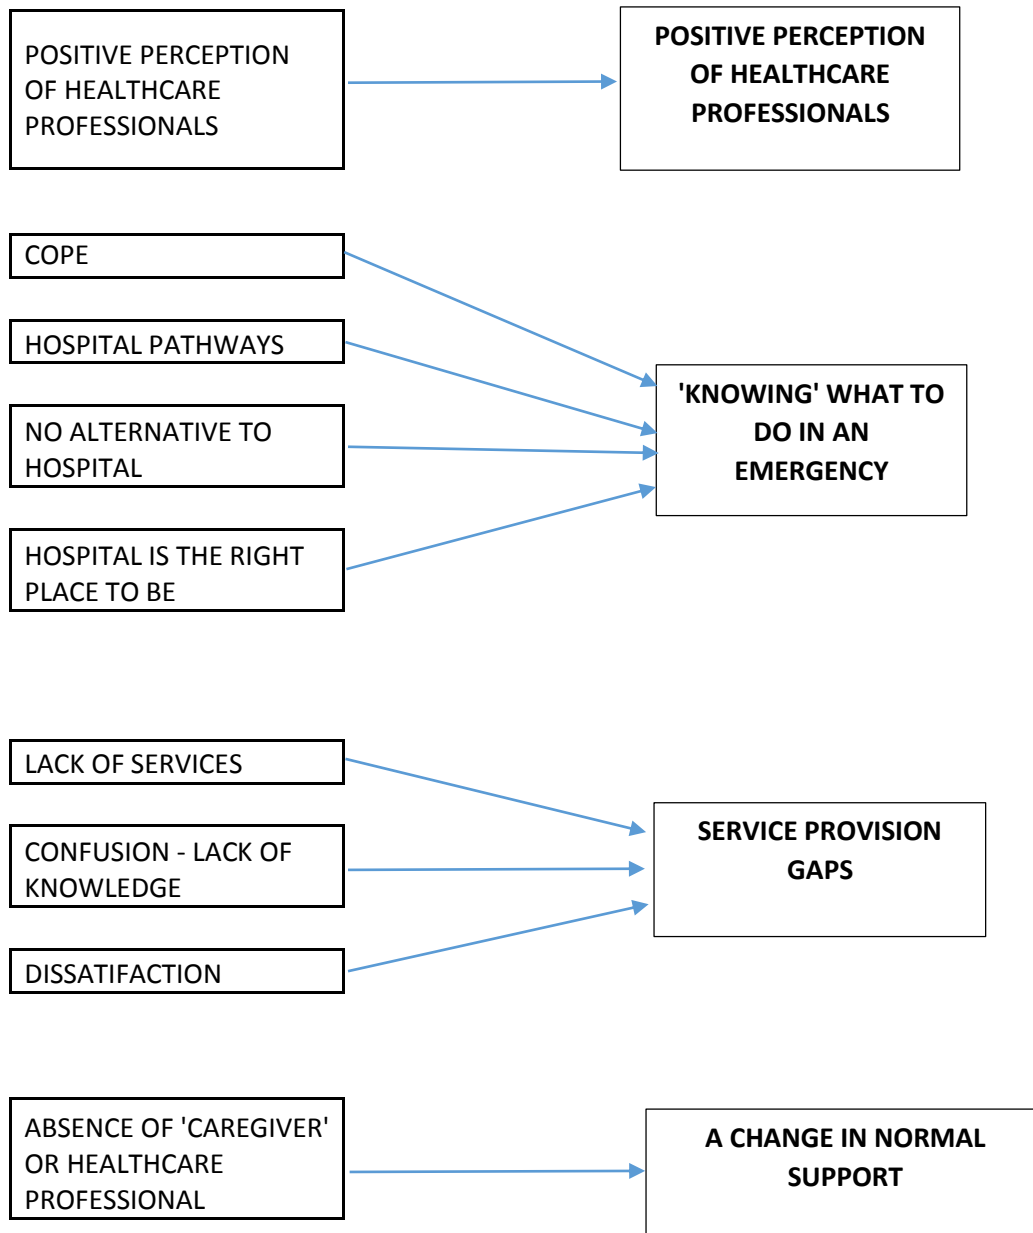 POSITIVE PERCEPTION
OF HEALTHCARE
PROFESSIONALS
POSITIVE PERCEPTION
OF HEALTHCARE
PROFESSIONALS
COPE
HOSPITAL PATHWAYS
NO ALTERNATIVE TO
HOSPITAL
HOSPITAL IS THE RIGHT
PLACE TO BE
'KNOWING' WHAT TO
DO IN AN
EMERGENCY
LACK OF SERVICES
CONFUSION - LACK OF
KNOWLEDGE
DISSATIFACTION
SERVICE PROVISION
GAPS
ABSENCE OF 'CAREGIVER'
OR HEALTHCARE
PROFESSIONAL
A CHANGE IN NORMAL
SUPPORT